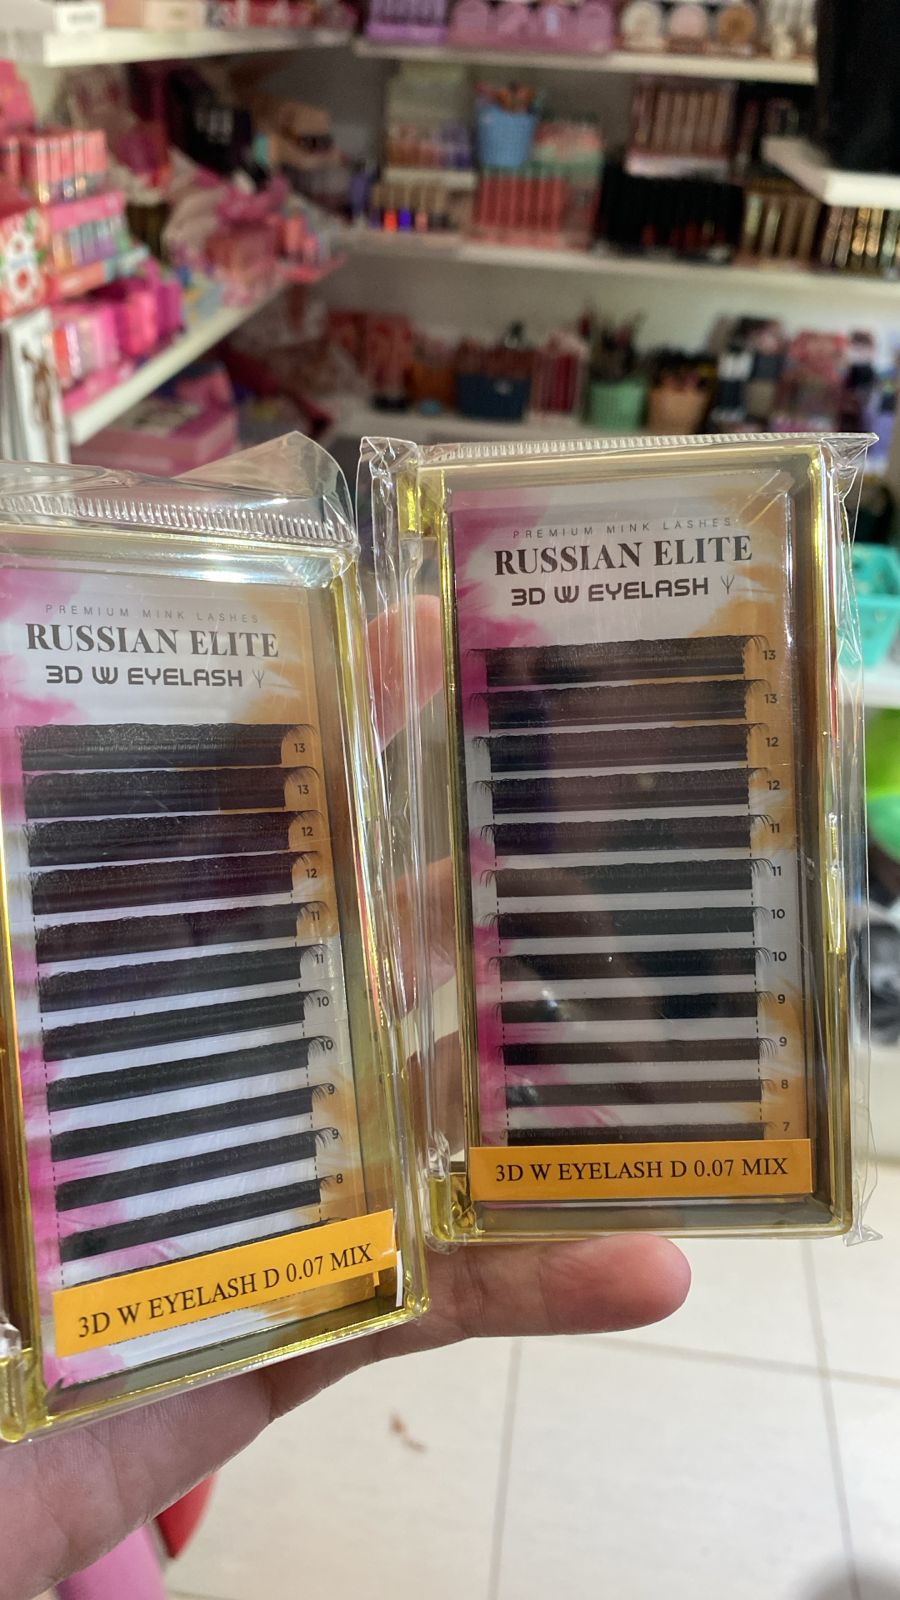 PREMIUM MINK LASHES
RUSSIAN ELITE
3D W EYELASH
13
13
12
12
11
11
10
10
9
9
8
3D W EYELASH D 0.07 MIX
PREMIUM MINK LASHES
RUSSIAN ELITE
3D W EYELASH
13
13
12
12
11
11
10
10
9
9
8
7
3D W EYELASH D 0.07 MIX